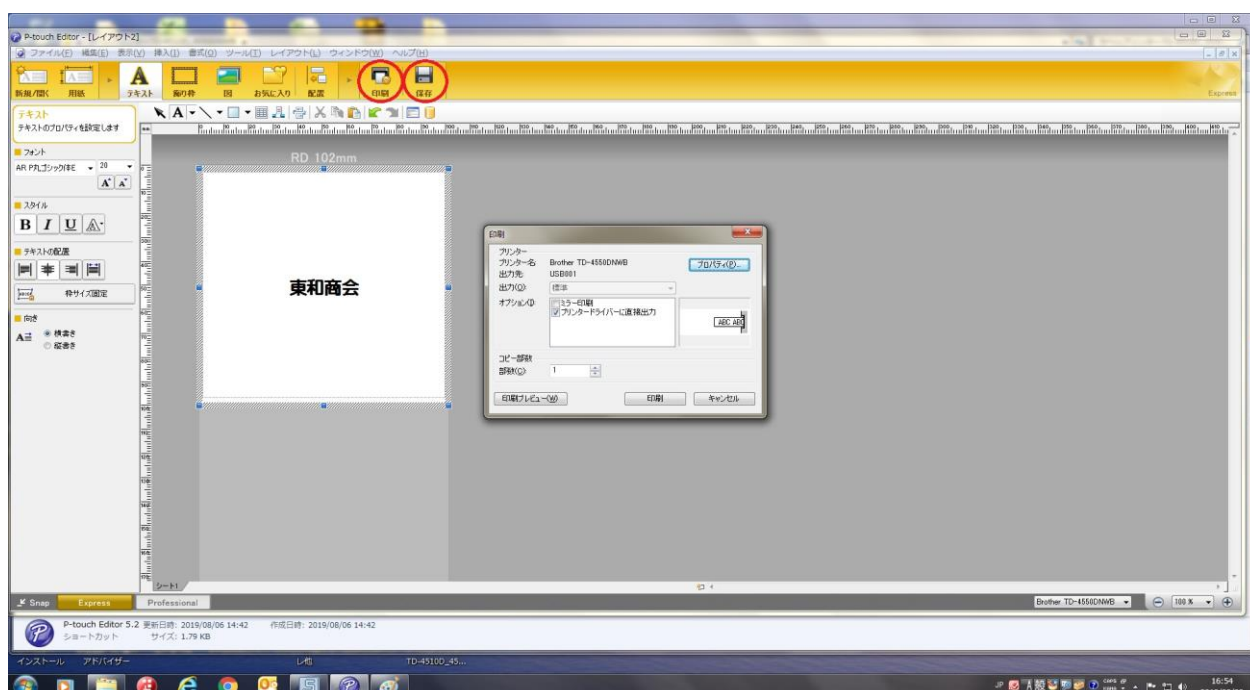 P-touch Editor - [レイアウト2]
ファイル(F) 編集(E) 表示(V) 挿入(I) 書式(O) ツール(T) レイアウト(L) ウィンドウ(W) ヘルプ(H)
新規/開く 用紙 テキスト 飾り枠 図 お気に入り 配置 印刷 保存 Express
テキスト
テキストのプロパティを設定します
フォント
20
スタイル
B I U A
テキストの配置
枠サイズ固定
向き
横書き
縦書き
RD 102mm
東和商会
印刷
プリンター
プリンター名 Brother TD-4550DNWB プロパティ(P)...
出力先 USB001
出力(O) 標準
オプション(I) ミラー印刷
プリンタードライバーに直接出力
ABC ABC
コピー部数
部数(C) 1
印刷プレビュー(W) 印刷 キャンセル
シート1
Snap Express Professional Brother TD-4550DNWB 100 %
P-touch Editor 5.2 更新日時: 2019/08/06 14:42 作成日時: 2019/08/06 14:42
ショートカット サイズ: 1.79 KB
インストール アドバイザー TD-4510D_45...
JP A 般 16:54